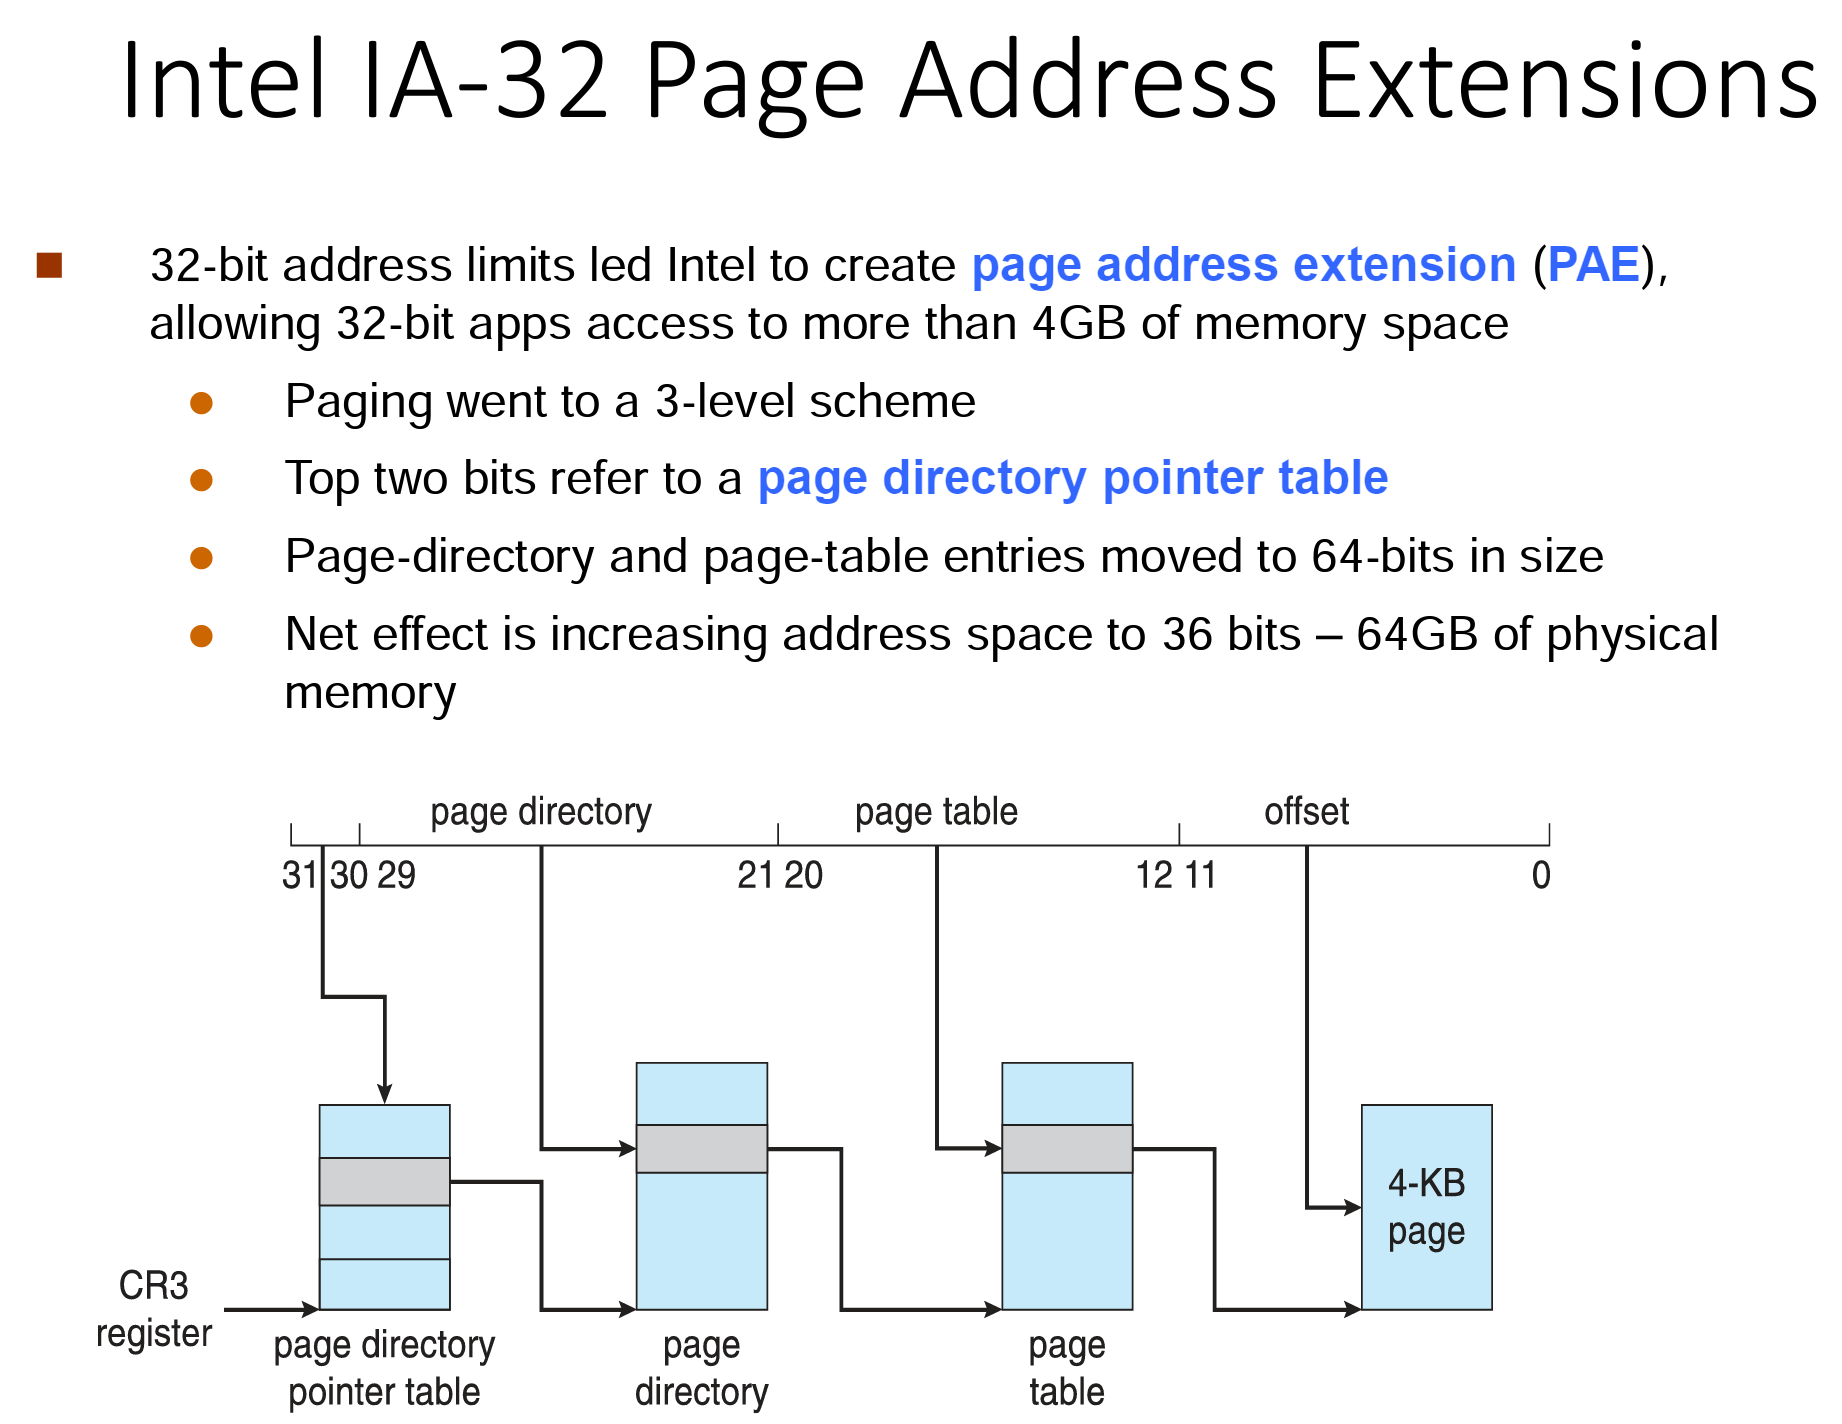 Intel IA-32 Page Address Extensions
32-bit address limits led Intel to create page address extension (PAE),
allowing 32-bit apps access to more than 4GB of memory space
Paging went to a 3-level scheme
Top two bits refer to a page directory pointer table
Page-directory and page-table entries moved to 64-bits in size
Net effect is increasing address space to 36 bits – 64GB of physical
memory
page directory page table offset
31 30 29 21 20 12 11 0
4-KB
page
CR3
register
page directory
pointer table
page
directory
page
table